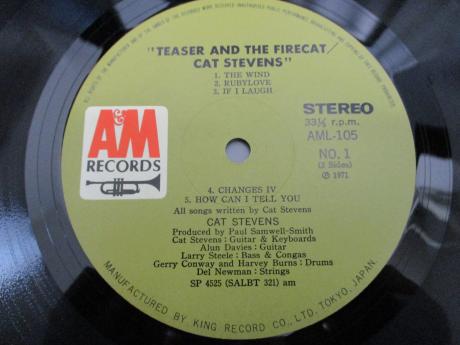 "TEASER AND THE FIRECAT/
CAT STEVENS"
1. THE WIND
2. RUBYLOVE
3. IF I LAUGH
STEREO
33⅓ r.p.m.
AML-105
NO. 1
(2 Sides)
Ⓟ 1971
A&M
RECORDS
4. CHANGES IV
5. HOW CAN I TELL YOU
All songs written by Cat Stevens
CAT STEVENS
Produced by Paul Samwell-Smith
Cat Stevens; Guitar & Keyboards
Alun Davies; Guitar
Larry Steele; Bass & Congas
Gerry Conway and Harvey Burns; Drums
Del Newman; Strings
SP 4525 (SALBT 321) am
MANUFACTURED BY KING RECORD CO., LTD. TOKYO, JAPAN.